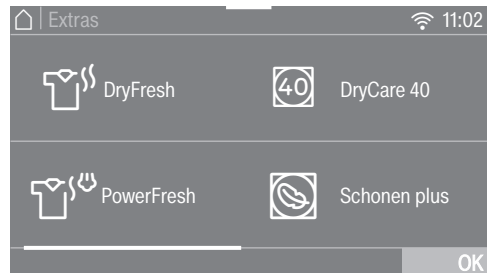 Extras 11:02
DryFresh
40 DryCare 40
PowerFresh
Schonen plus
OK